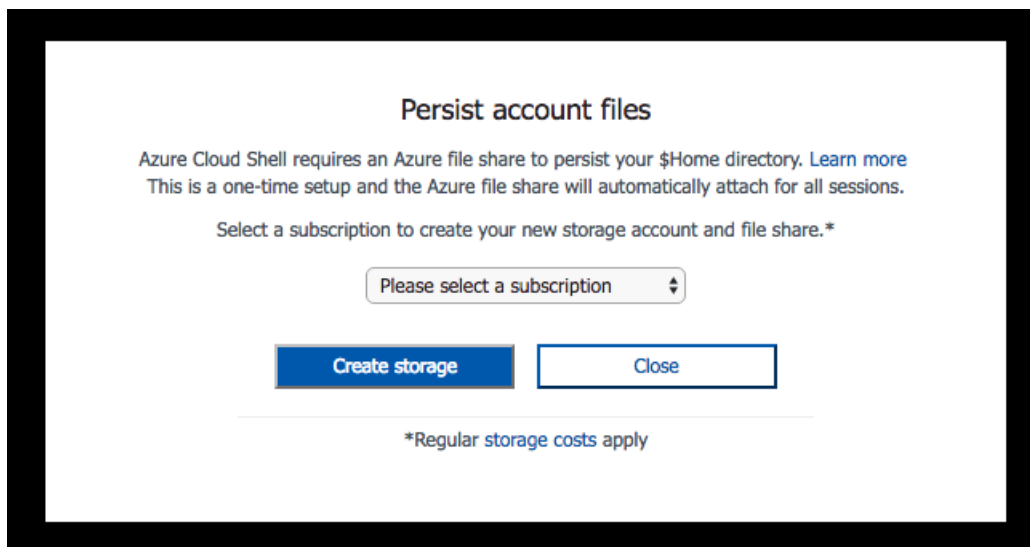 Persist account files
Azure Cloud Shell requires an Azure file share to persist your $Home directory. Learn more
This is a one-time setup and the Azure file share will automatically attach for all sessions.
Select a subscription to create your new storage account and file share.*
Please select a subscription
Create storage
Close
*Regular storage costs apply